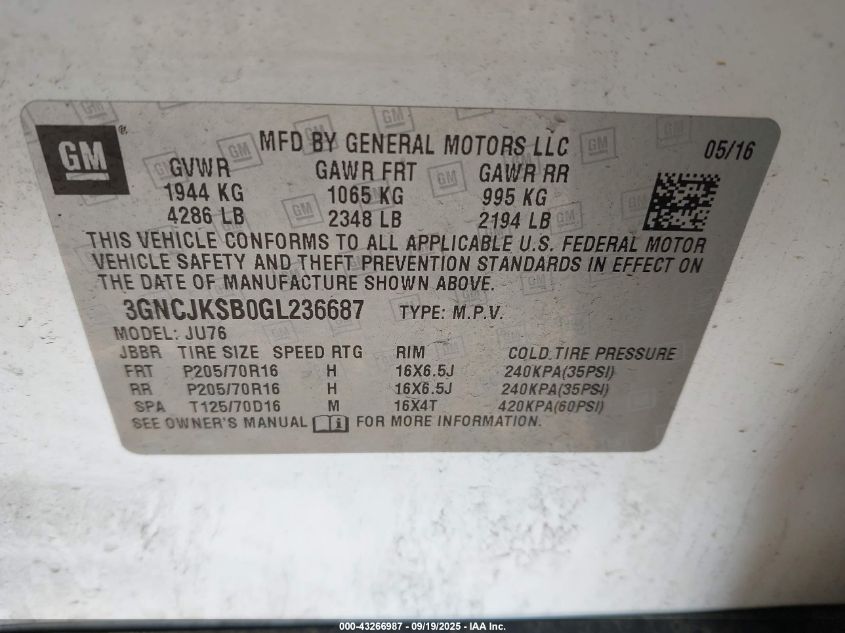 GM
MFD BY GENERAL MOTORS LLC 05/16
GVWR GAWR FRT GAWR RR
1944 KG 1065 KG 995 KG
4286 LB 2348 LB 2194 LB
THIS VEHICLE CONFORMS TO ALL APPLICABLE U.S. FEDERAL MOTOR
VEHICLE SAFETY AND THEFT PREVENTION STANDARDS IN EFFECT ON
THE DATE OF MANUFACTURE SHOWN ABOVE.
3GNCJKSB0GL236687 TYPE: M.P.V.
MODEL: JU76
JBBR TIRE SIZE SPEED RTG RIM COLD TIRE PRESSURE
FRT P205/70R16 H 16X6.5J 240KPA(35PSI)
RR P205/70R16 H 16X6.5J 240KPA(35PSI)
SPA T125/70D16 M 16X4T 420KPA(60PSI)
SEE OWNER'S MANUAL i FOR MORE INFORMATION.
000-43266987 - 09/19/2025 - IAA Inc.